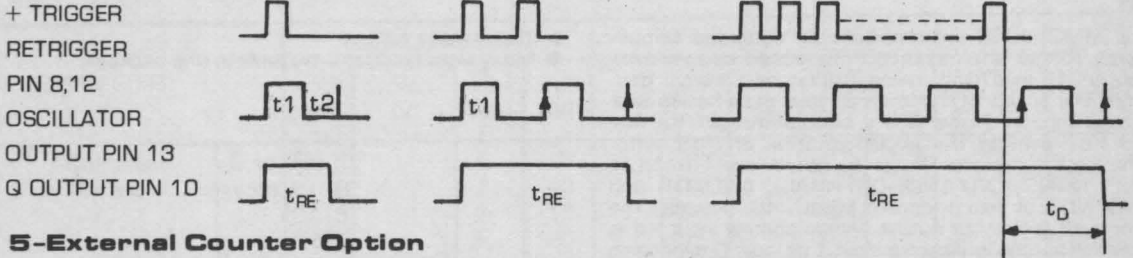 + TRIGGER
RETRIGGER
PIN 8,12
OSCILLATOR
OUTPUT PIN 13
Q OUTPUT PIN 10
t1 t2 t1
tRE tRE tRE tD
5-External Counter Option